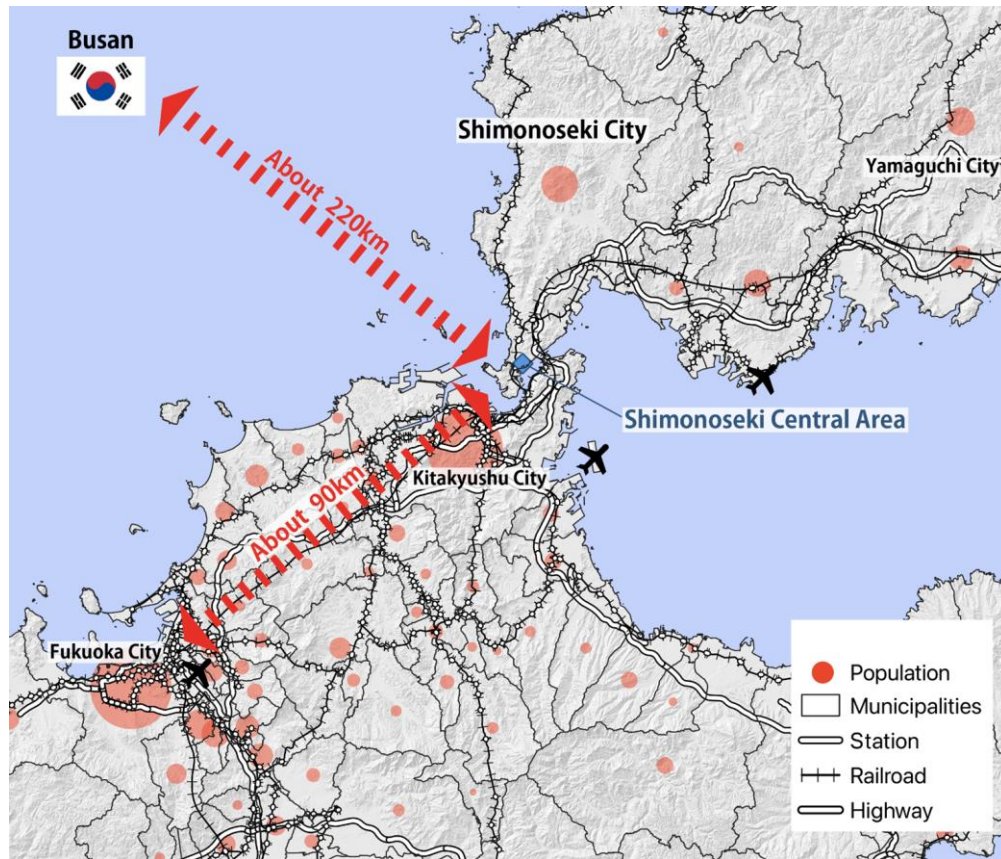 Busan
About 220km
Shimonoseki City
Yamaguchi City
Shimonoseki Central Area
Kitakyushu City
About 90km
Fukuoka City
Population
Municipalities
Station
Railroad
Highway